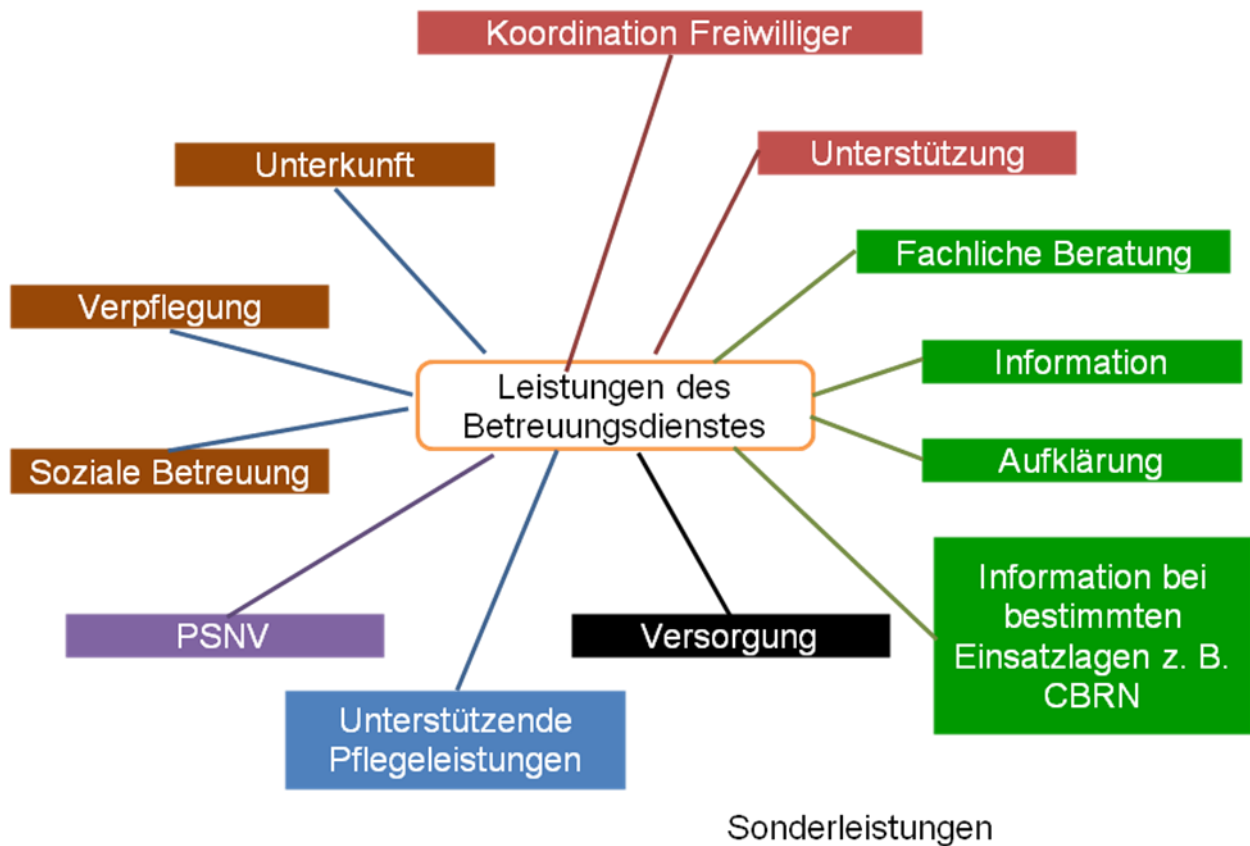 Koordination Freiwilliger
Unterkunft
Unterstützung
Fachliche Beratung
Verpflegung
Information
Leistungen des
Betreuungsdienstes
Soziale Betreuung
Aufklärung
Information bei
bestimmten
Einsatzlagen z. B.
CBRN
PSNV
Versorgung
Unterstützende
Pflegeleistungen
Sonderleistungen